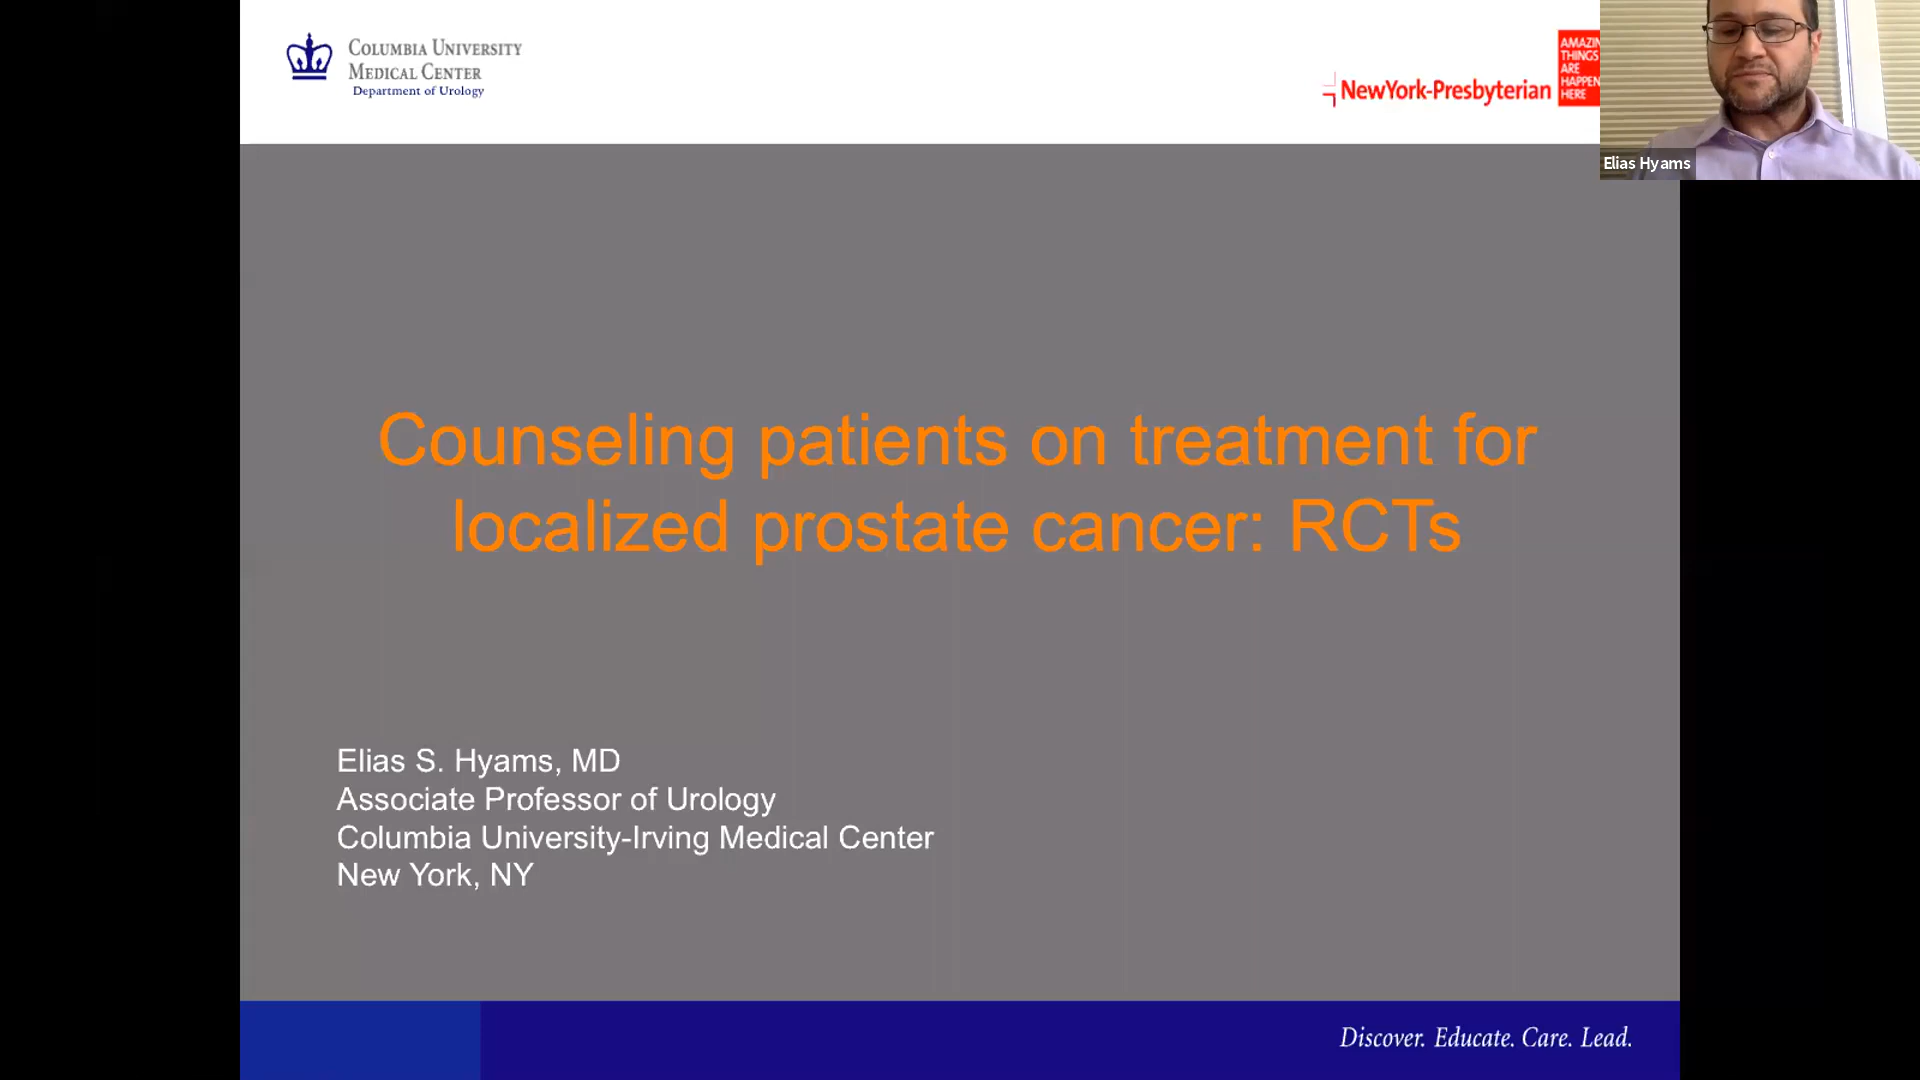 COLUMBIA UNIVERSITY
MEDICAL CENTER
Department of Urology
NewYork-Presbyterian
THINGS
ARE
HERE
Elias Hyams
Counseling patients on treatment for
localized prostate cancer: RCTs
Elias S. Hyams, MD
Associate Professor of Urology
Columbia University-Irving Medical Center
New York, NY
Discover. Educate. Care. Lead.